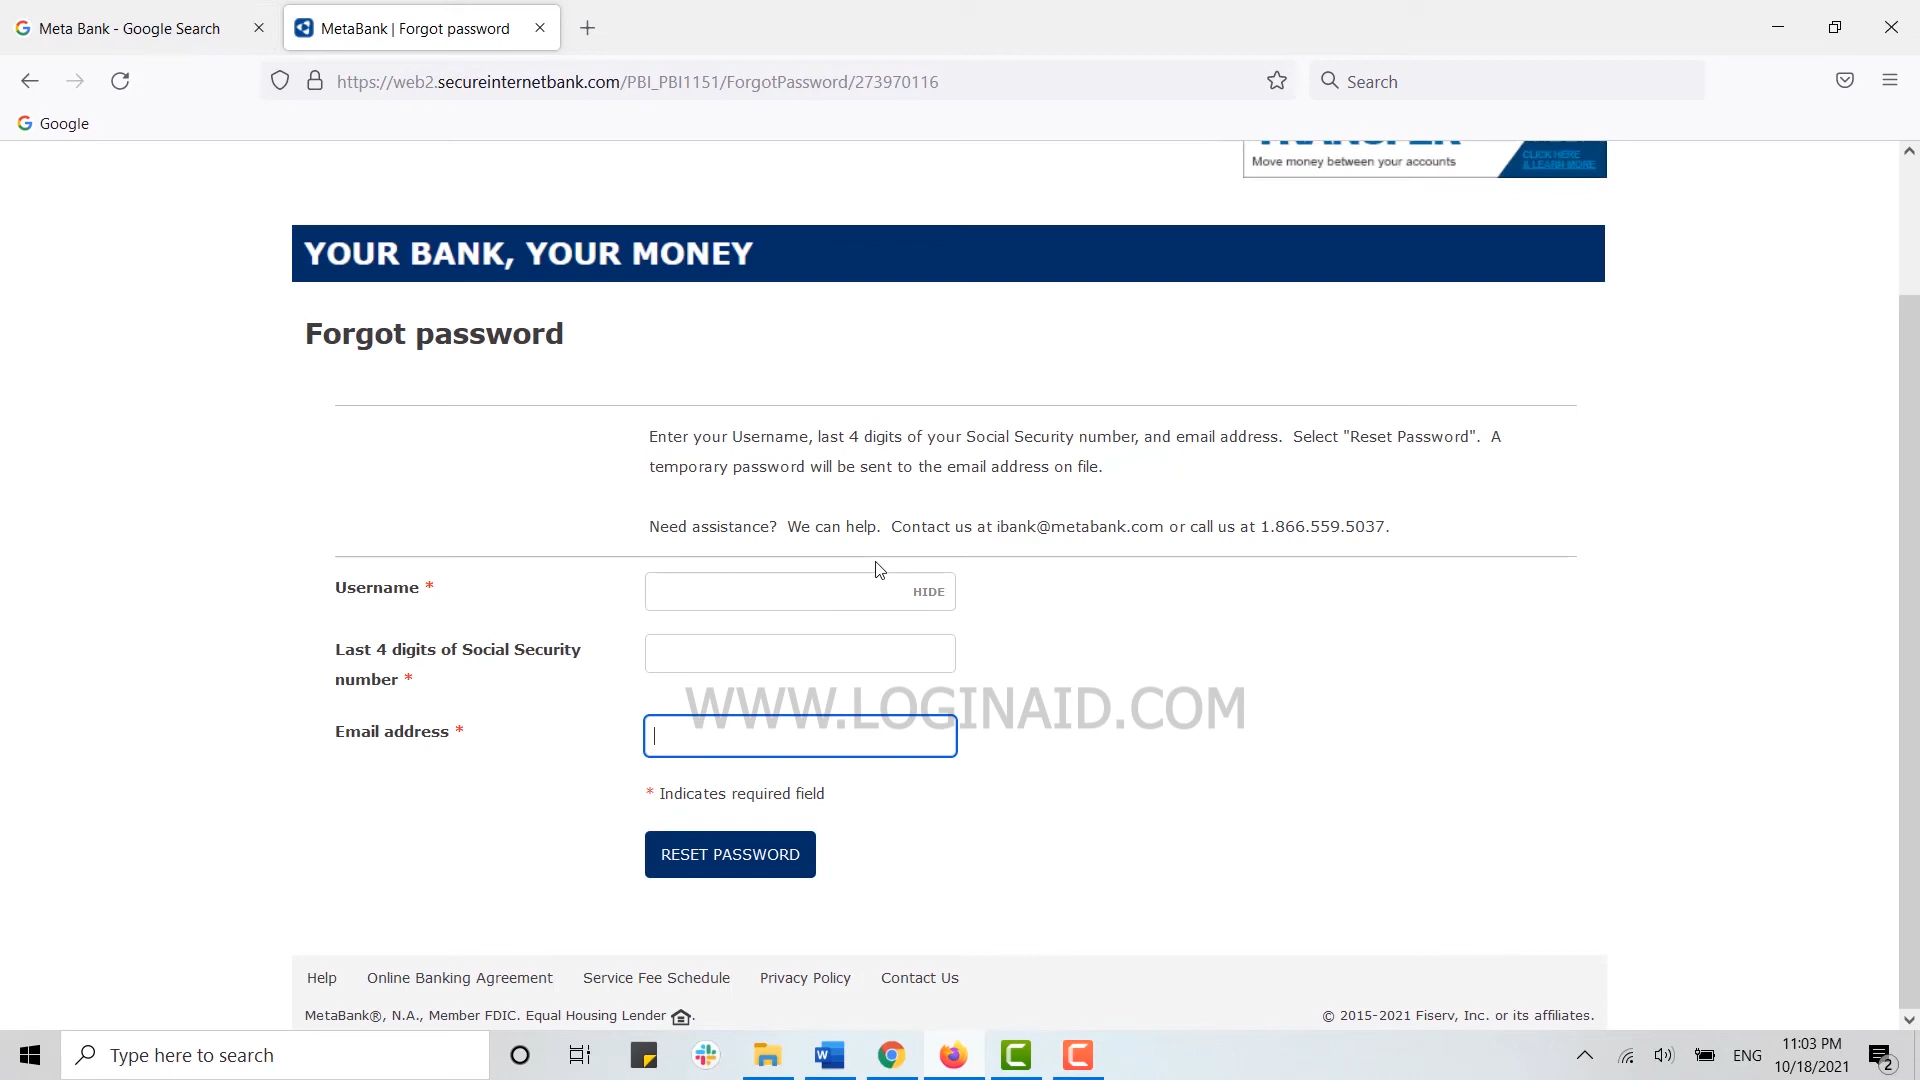 Meta Bank - Google Search
MetaBank | Forgot password
https://web2.secureinternetbank.com/PBI_PBI1151/ForgotPassword/273970116
Search
Google
TRANSFER
Move money between your accounts
CLICK HERE
& LEARN MORE
YOUR BANK, YOUR MONEY
Forgot password
Enter your Username, last 4 digits of your Social Security number, and email address. Select "Reset Password". A
temporary password will be sent to the email address on file.
Need assistance? We can help. Contact us at ibank@metabank.com or call us at 1.866.559.5037.
Username *
HIDE
Last 4 digits of Social Security
number *
WWW.LOGINAID.COM
Email address *
* Indicates required field
RESET PASSWORD
Help Online Banking Agreement Service Fee Schedule Privacy Policy Contact Us
MetaBank®, N.A., Member FDIC. Equal Housing Lender .
© 2015-2021 Fiserv, Inc. or its affiliates.
Type here to search
ENG
11:03 PM
10/18/2021
2